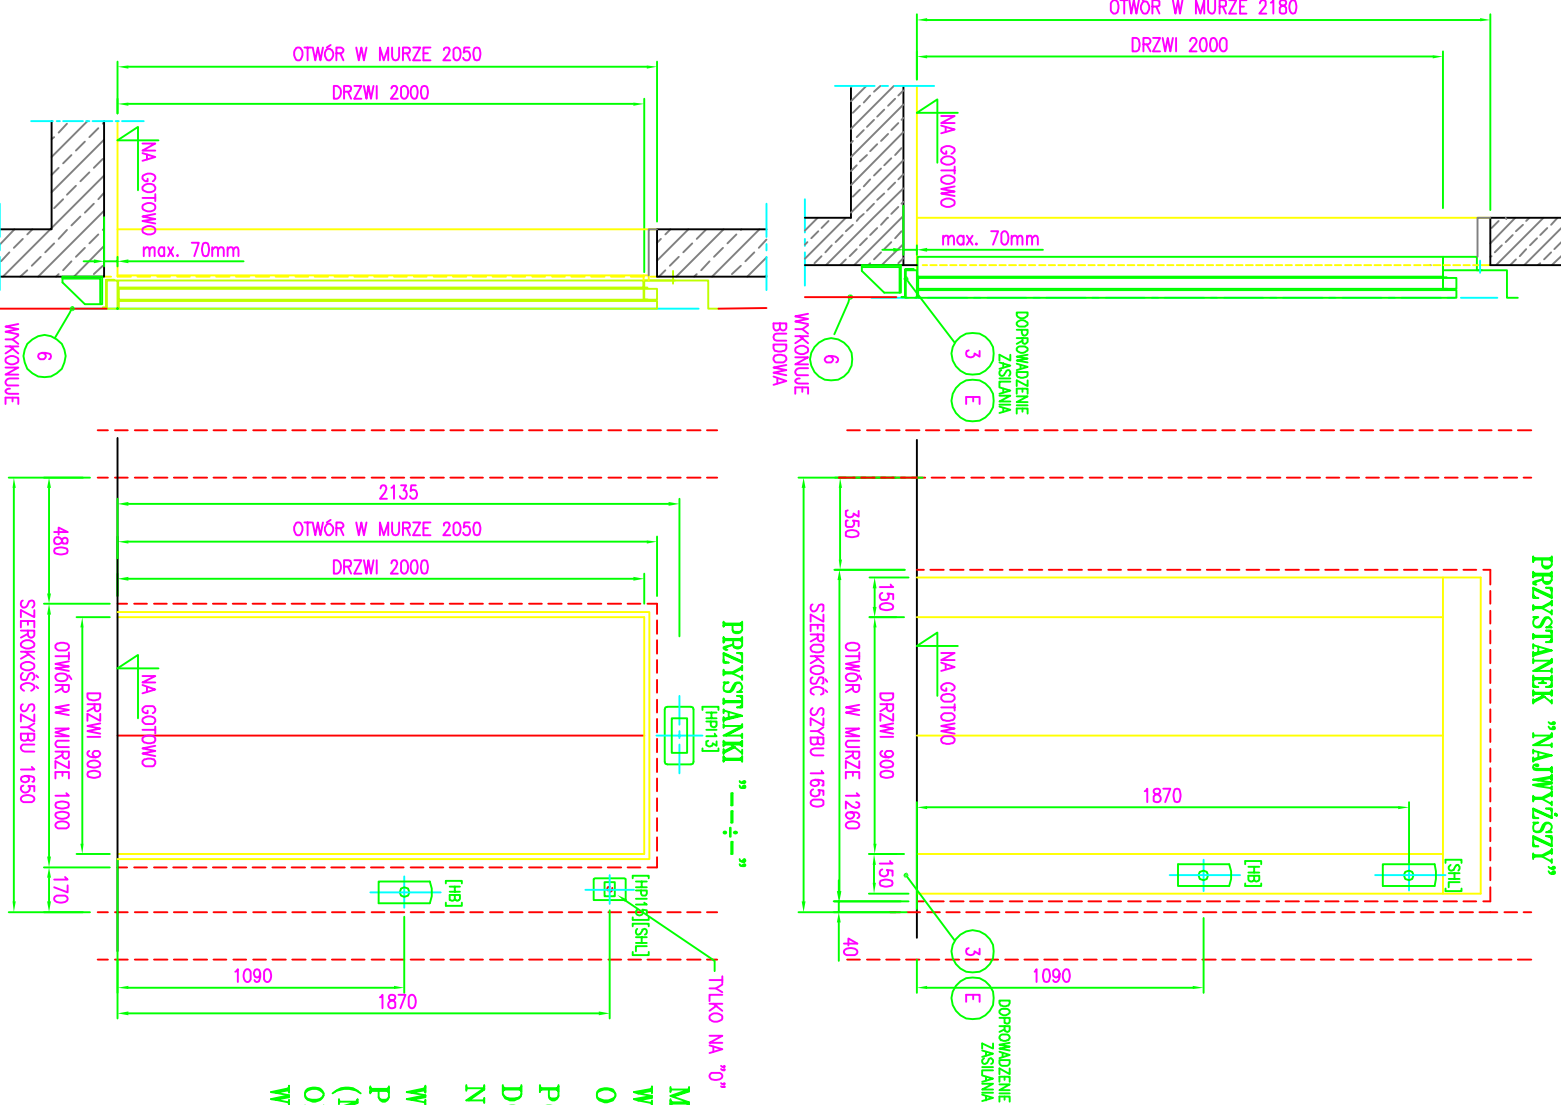 OTWÓR W MURZE 2180
DRZWI 2000
NA GOTOWO
max. 70mm
DOPROWADZENIE
ZASILANIA
3
E
6
WYKONUJE
BUDOWA
OTWÓR W MURZE 2050
DRZWI 2000
NA GOTOWO
max. 70mm
6
WYKONUJE
PRZYSTANEK "NAJWYŻSZY"
350
150
DRZWI 900
150
OTWÓR W MURZE 1260
40
SZEROKOŚĆ SZYBU 1650
NA GOTOWO
1870
1090
[HB]
[SHL]
3
E
DOPROWADZENIE
ZASILANIA
PRZYSTANKI "--÷-"
2135
OTWÓR W MURZE 2050
DRZWI 2000
480
DRZWI 900
OTWÓR W MURZE 1000
170
SZEROKOŚĆ SZYBU 1650
NA GOTOWO
[HPI13]
[HB]
[HPI13][SHL]
TYLKO NA "0"
1090
1870
M
W
O
P
D
N
W
P
(1
O
W